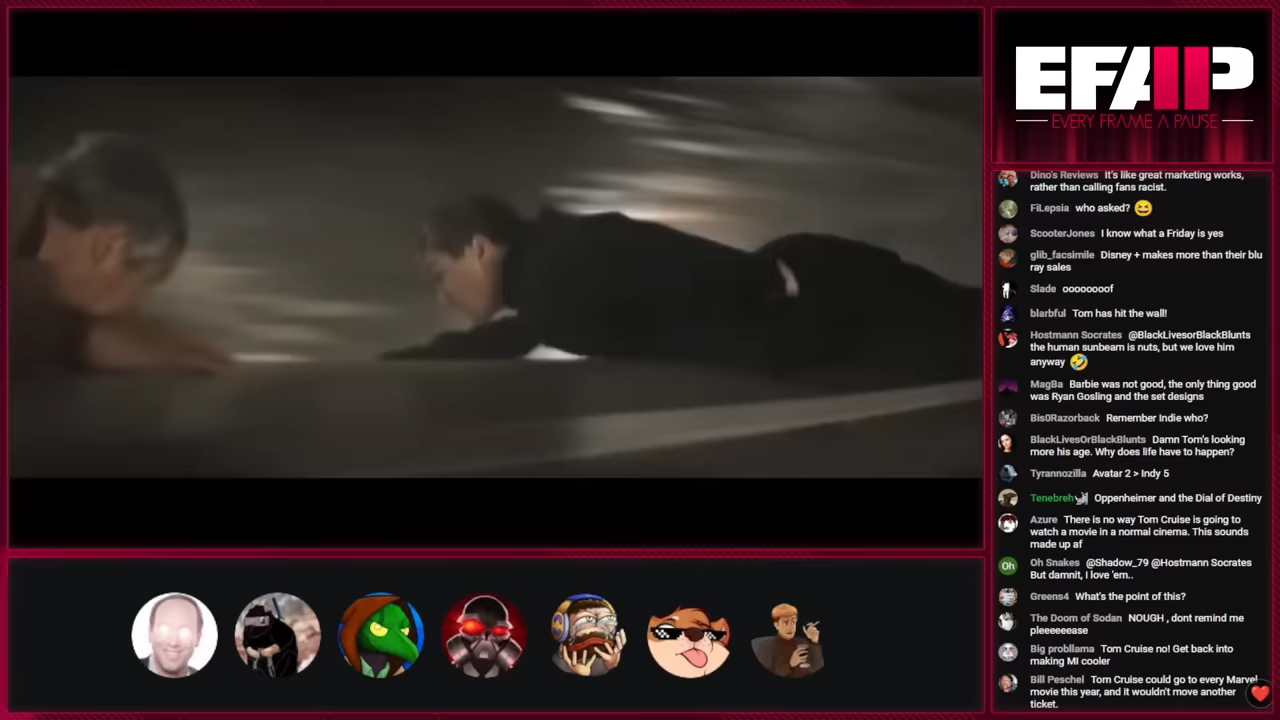 EFAP
EVERY FRAME A PAUSE
Dino's Reviews It's like great marketing works,
rather than calling fans racist.
FiLepsia who asked? 😆
ScooterJones I know what a Friday is yes
glib_facsimile Disney + makes more than their blu
ray sales
Slade oooooooof
blarbful Tom has hit the wall!
Hostmann Socrates @BlackLivesorBlackBlunts
the human sunbeam is nuts, but we love him
anyway 🤣
MagBa Barbie was not good, the only thing good
was Ryan Gosling and the set designs
Bis0Razorback Remember Indie who?
BlackLivesOrBlackBlunts Damn Tom's looking
more his age. Why does life have to happen?
Tyrannozilla Avatar 2 > Indy 5
Tenebreh Oppenheimer and the Dial of Destiny
Azure There is no way Tom Cruise is going to
watch a movie in a normal cinema. This sounds
made up af
Oh
Oh Snakes @Shadow_79 @Hostmann Socrates
But damnit, I love 'em..
Greens4 What's the point of this?
The Doom of Sodan NOUGH , dont remind me
pleeeeeease
Big probllama Tom Cruise no! Get back into
making MI cooler
Bill Peschel Tom Cruise could go to every Marvel
movie this year, and it wouldn't move another
ticket.